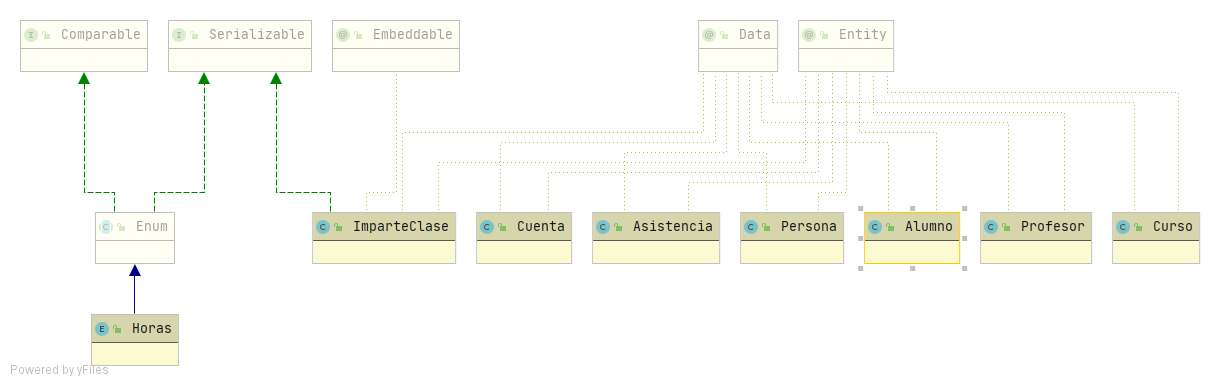 I Comparable
I Serializable
@ Embeddable
@ Data
@ Entity
C Enum
C ImparteClase
C Cuenta
C Asistencia
C Persona
C Alumno
C Profesor
C Curso
E Horas
Powered by yFiles